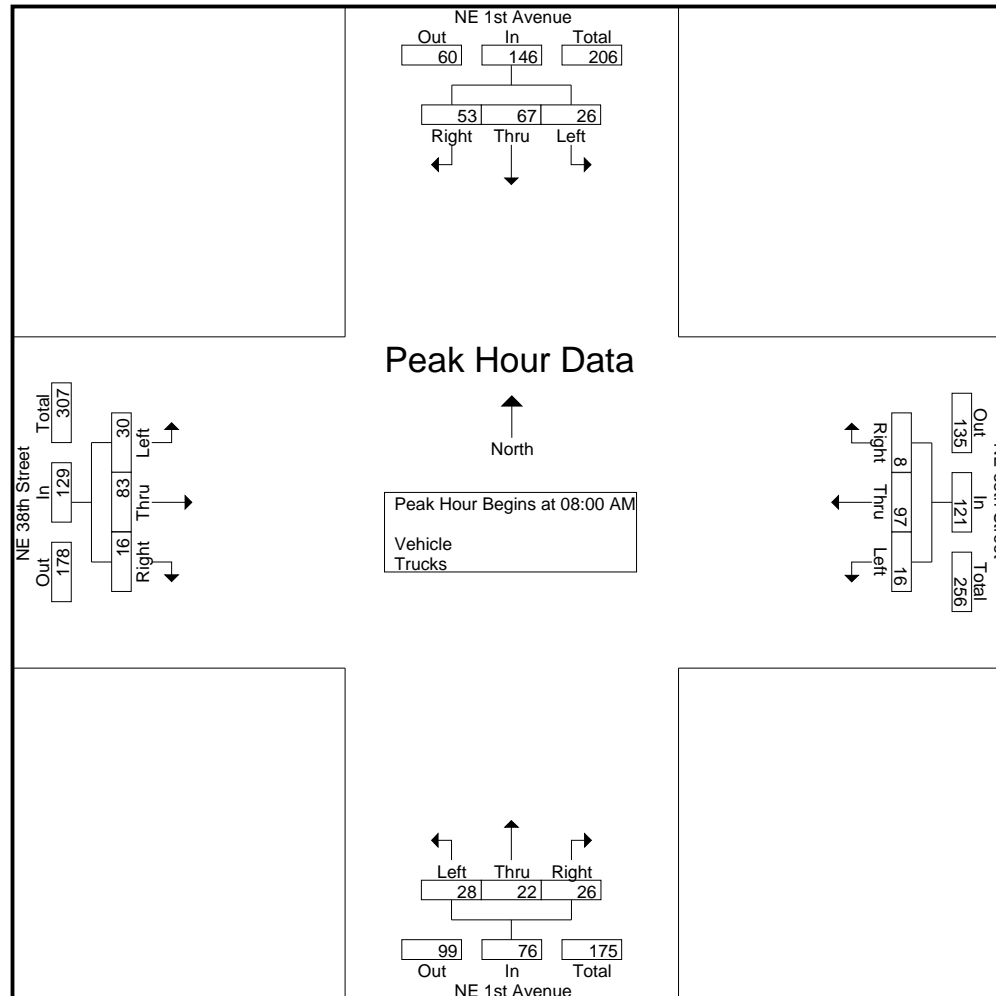 NE 1st Avenue
Out In Total
60 146 206
53 67 26
Right Thru Left
Peak Hour Data
North
Peak Hour Begins at 08:00 AM
Vehicle
Trucks
NE 38th Street
Total In Out
307 129 178
30 83 16
Left Thru Right
Right Thru Left
8 97 16
Out In Total
135 121 256
Left Thru Right
28 22 26
99 76 175
Out In Total
NE 1st Avenue